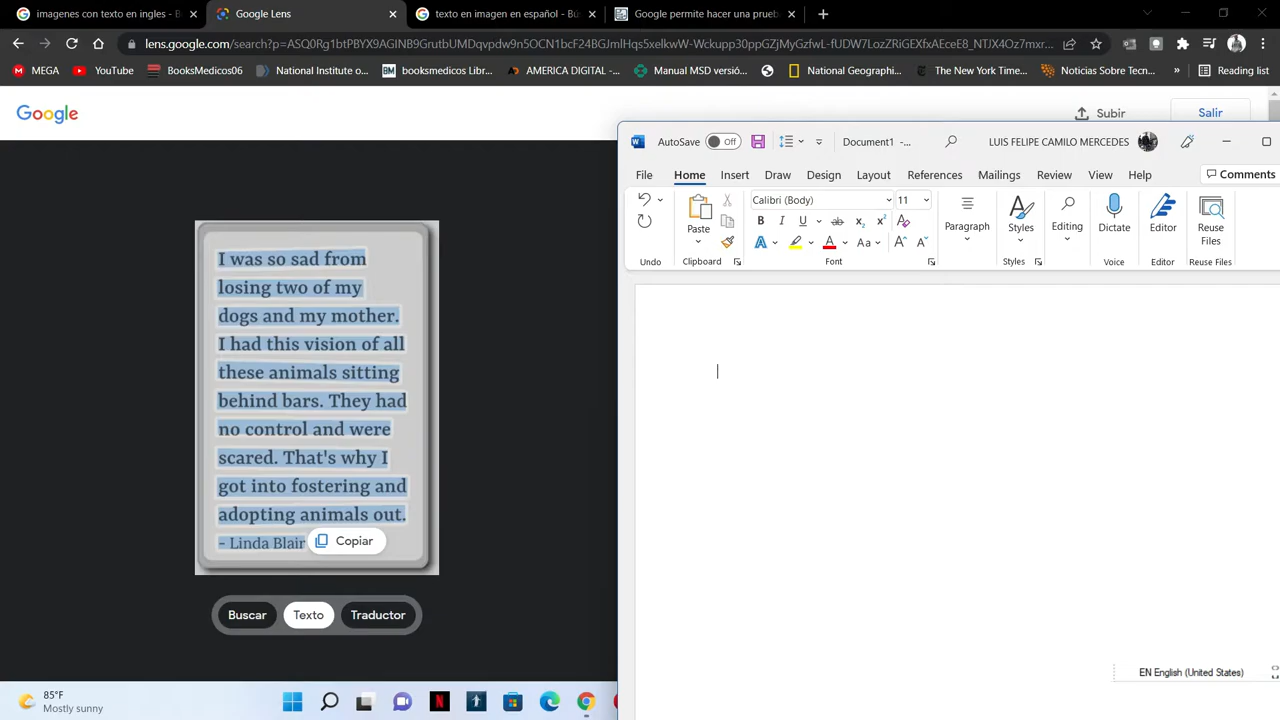 imagenes con texto en ingles - B
Google Lens
texto en imagen en español - Bús
Google permite hacer una prueb
lens.google.com/search?p=ASQ0Rg1btPBYX9AGINB9GrutbUMDqvpdw9n5OCN1bcF24BGJmlHqs5xelkwW-Wckupp30ppGZjMyGzfwL-fUDW7LozZRiGEXfxAEceE8_NTJX4Oz7mxr...
MEGA
YouTube
BooksMedicos06
National Institute o...
booksmedicos Libr...
AMERICA DIGITAL -...
Manual MSD versió...
National Geographi...
The New York Time...
Noticias Sobre Tecn...
»
Reading list
Google
Subir
Salir
AutoSave
Off
Document1 -...
LUIS FELIPE CAMILO MERCEDES
File
Home
Insert
Draw
Design
Layout
References
Mailings
Review
View
Help
Comments
Calibri (Body)
11
Paste
Paragraph
Styles
Editing
Dictate
Editor
Reuse
Files
Undo
Clipboard
Font
Styles
Voice
Editor
Reuse Files
I was so sad from
losing two of my
dogs and my mother.
I had this vision of all
these animals sitting
behind bars. They had
no control and were
scared. That's why I
got into fostering and
adopting animals out.
- Linda Blair
Copiar
Buscar
Texto
Traductor
EN English (United States)
85°F
Mostly sunny